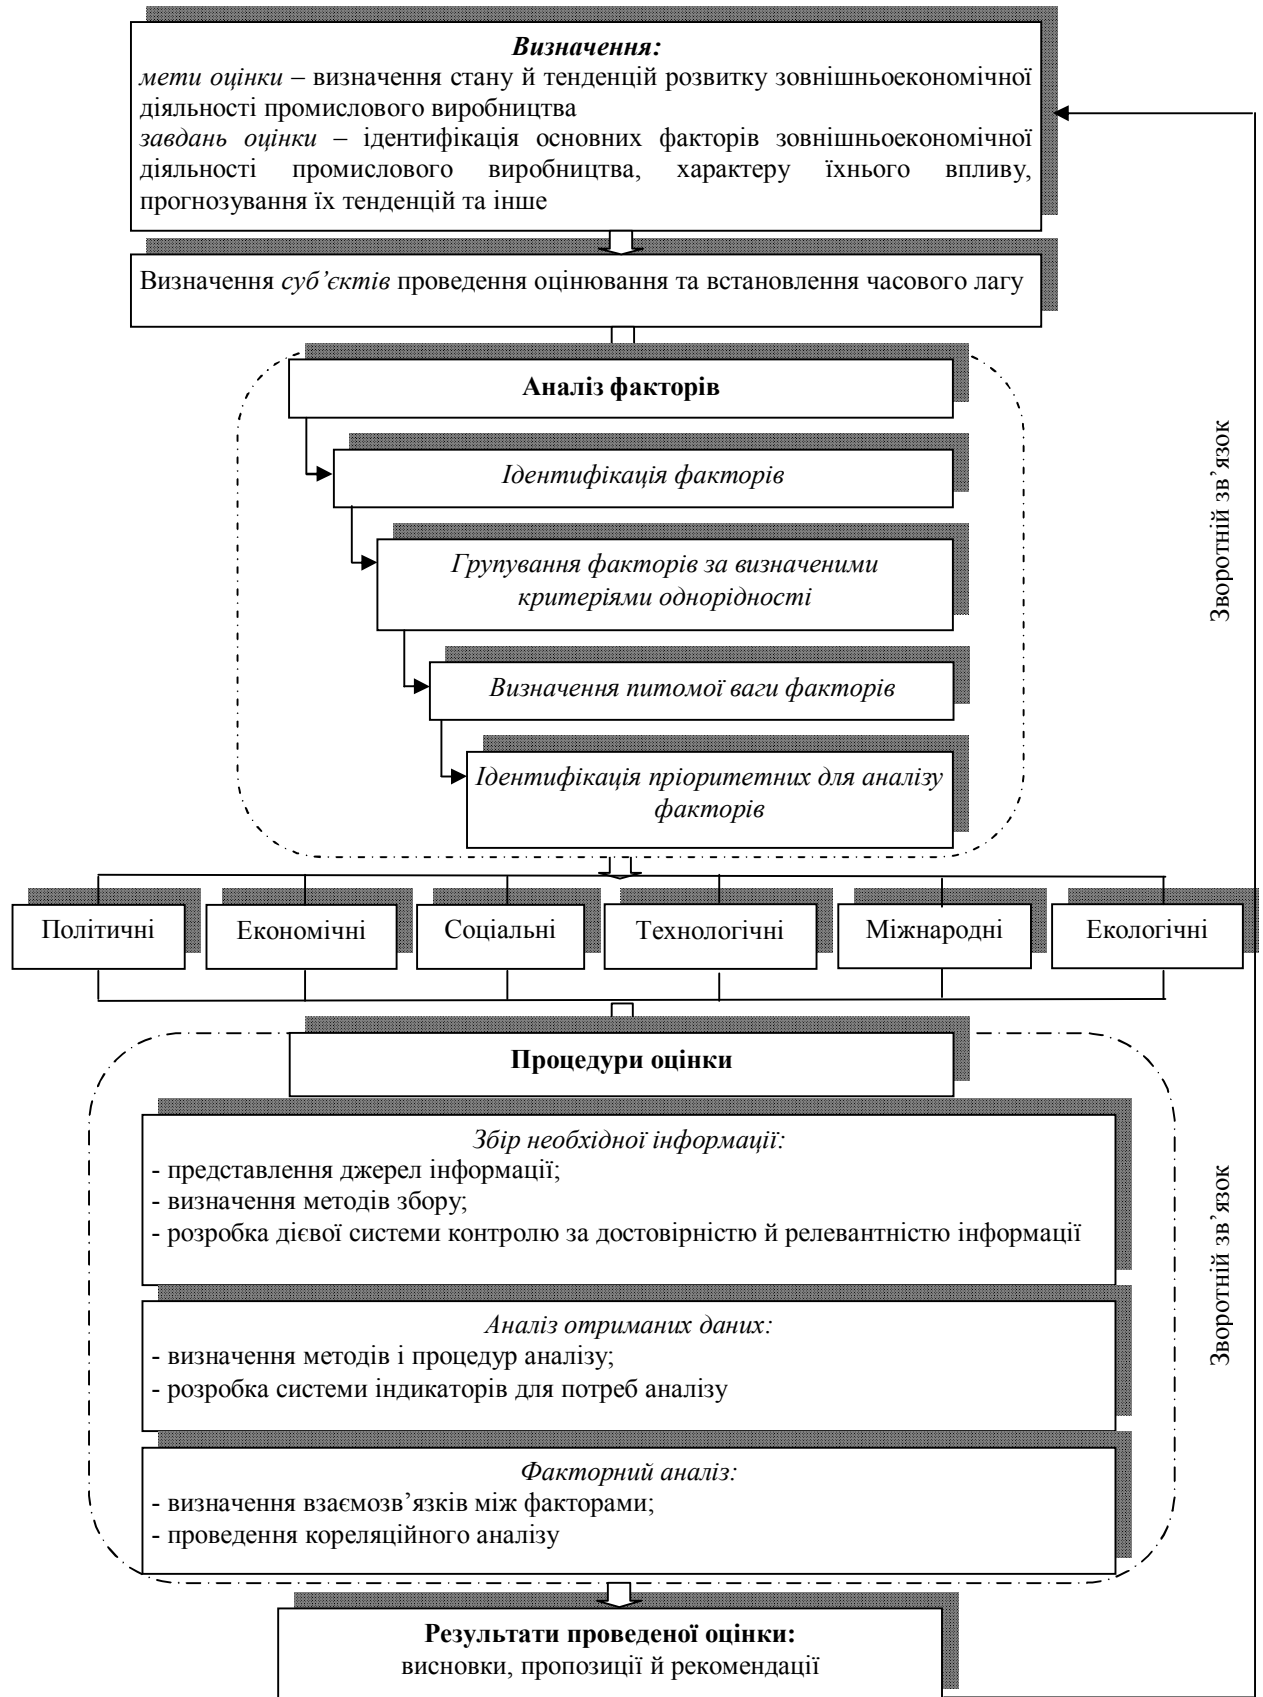 Визначення:
мети оцінки – визначення стану й тенденцій розвитку зовнішньоекономічної
діяльності промислового виробництва
завдань оцінки – ідентифікація основних факторів зовнішньоекономічної
діяльності промислового виробництва, характеру їхнього впливу,
прогнозування їх тенденцій та інше
Визначення суб’єктів проведення оцінювання та встановлення часового лагу
Аналіз факторів
Ідентифікація факторів
Групування факторів за визначеними
критеріями однорідності
Визначення питомої ваги факторів
Ідентифікація пріоритетних для аналізу
факторів
Зворотній зв’язок
Політичні
Економічні
Соціальні
Технологічні
Міжнародні
Екологічні
Процедури оцінки
Збір необхідної інформації:
- представлення джерел інформації;
- визначення методів збору;
- розробка дієвої системи контролю за достовірністю й релевантністю інформації
Аналіз отриманих даних:
- визначення методів і процедур аналізу;
- розробка системи індикаторів для потреб аналізу
Факторний аналіз:
- визначення взаємозв’язків між факторами;
- проведення кореляційного аналізу
Зворотній зв’язок
Результати проведеної оцінки:
висновки, пропозиції й рекомендації